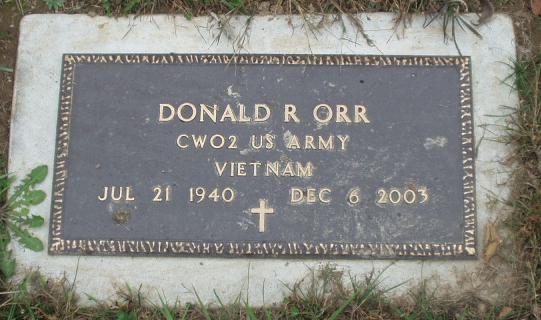 DONALD R ORR
CWO2 US ARMY
VIETNAM
JUL 21 1940 DEC 6 2003